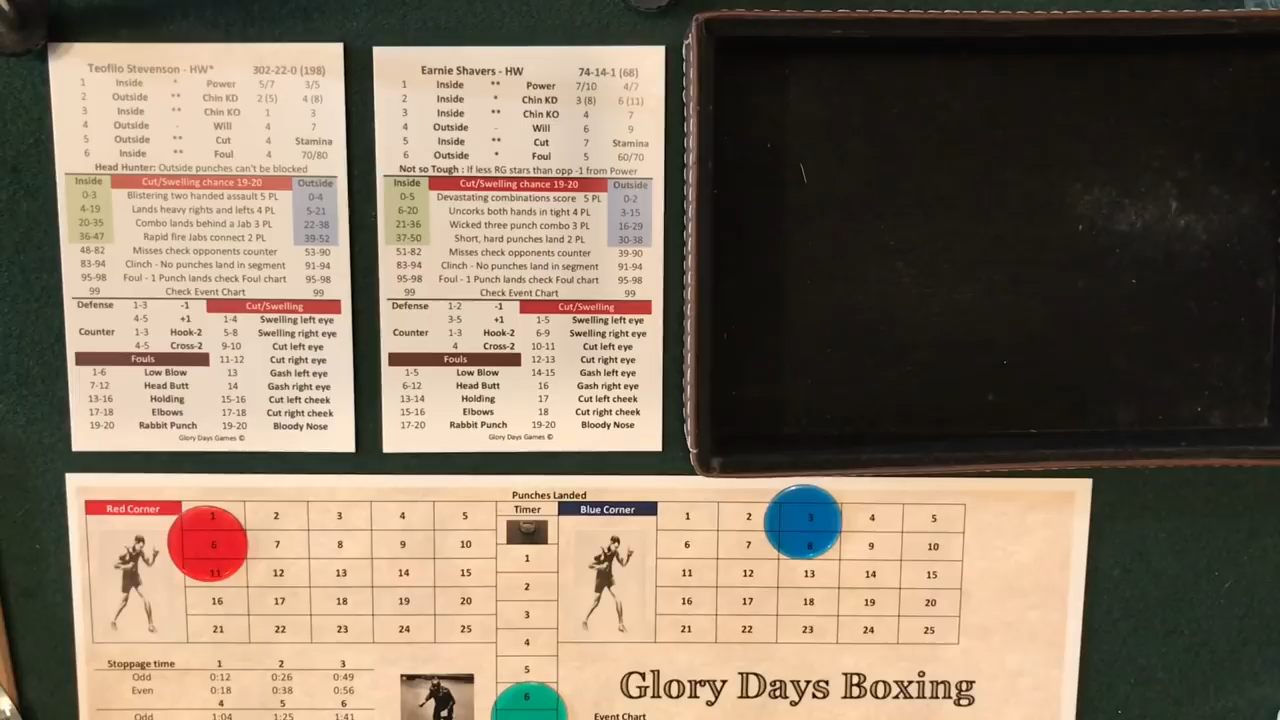 Teofilo Stevenson - HW* 302-22-0 (198)
1 Inside * Power 5/7 3/5
2 Outside ** Chin KD 2 (5) 4 (8)
3 Inside ** Chin KO 1 3
4 Outside - Will 4 7
5 Outside ** Cut 4 Stamina
6 Inside ** Foul 4 70/80
Head Hunter: Outside punches can't be blocked
Inside Cut/Swelling chance 19-20 Outside
0-3 Blistering two handed assault 5 PL 0-4
4-19 Lands heavy rights and lefts 4 PL 5-21
20-35 Combo lands behind a Jab 3 PL 22-38
36-47 Rapid fire Jabs connect 2 PL 39-52
48-82 Misses check opponents counter 53-90
83-94 Clinch - No punches land in segment 91-94
95-98 Foul - 1 Punch lands check Foul chart 95-98
99 Check Event Chart 99
Defense 1-3 -1 Cut/Swelling
4-5 +1 1-4 Swelling left eye
Counter 1-3 Hook-2 5-8 Swelling right eye
4-5 Cross-2 9-10 Cut left eye
Fouls 11-12 Cut right eye
1-6 Low Blow 13 Gash left eye
7-12 Head Butt 14 Gash right eye
13-16 Holding 15-16 Cut left cheek
17-18 Elbows 17-18 Cut right cheek
19-20 Rabbit Punch 19-20 Bloody Nose
Glory Days Games ©
Earnie Shavers - HW 74-14-1 (68)
1 Inside ** Power 7/10 4/7
2 Inside * Chin KD 3 (8) 6 (11)
3 Inside ** Chin KO 4 7
4 Outside - Will 6 9
5 Inside ** Cut 7 Stamina
6 Outside * Foul 5 60/70
Not so Tough : If less RG stars than opp -1 from Power
Inside Cut/Swelling chance 19-20 Outside
0-5 Devastating combinations score 5 PL 0-2
6-20 Uncorks both hands in tight 4 PL 3-15
21-36 Wicked three punch combo 3 PL 16-29
37-50 Short, hard punches land 2 PL 30-38
51-82 Misses check opponents counter 39-90
83-94 Clinch - No punches land in segment 91-94
95-98 Foul - 1 Punch lands check Foul chart 95-98
99 Check Event Chart 99
Defense 1-2 -1 Cut/Swelling
3-5 +1 1-5 Swelling left eye
Counter 1-3 Hook-2 6-9 Swelling right eye
4 Cross-2 10-11 Cut left eye
Fouls 12-13 Cut right eye
1-5 Low Blow 14-15 Gash left eye
6-12 Head Butt 16 Gash right eye
13-14 Holding 17 Cut left cheek
15-16 Elbows 18 Cut right cheek
17-20 Rabbit Punch 19-20 Bloody Nose
Glory Days Games ©
Punches Landed
Red Corner 1 2 3 4 5 Timer Blue Corner 1 2 3 4 5
6 7 8 9 10 6 7 8 9 10
11 12 13 14 15 1 11 12 13 14 15
16 17 18 19 20 2 16 17 18 19 20
21 22 23 24 25 3 21 22 23 24 25
4
5
6
Stoppage time 1 2 3
Odd 0:12 0:26 0:49
Even 0:18 0:38 0:56
4 5 6
Odd 1:04 1:25 1:41
Glory Days Boxing
Event Chart